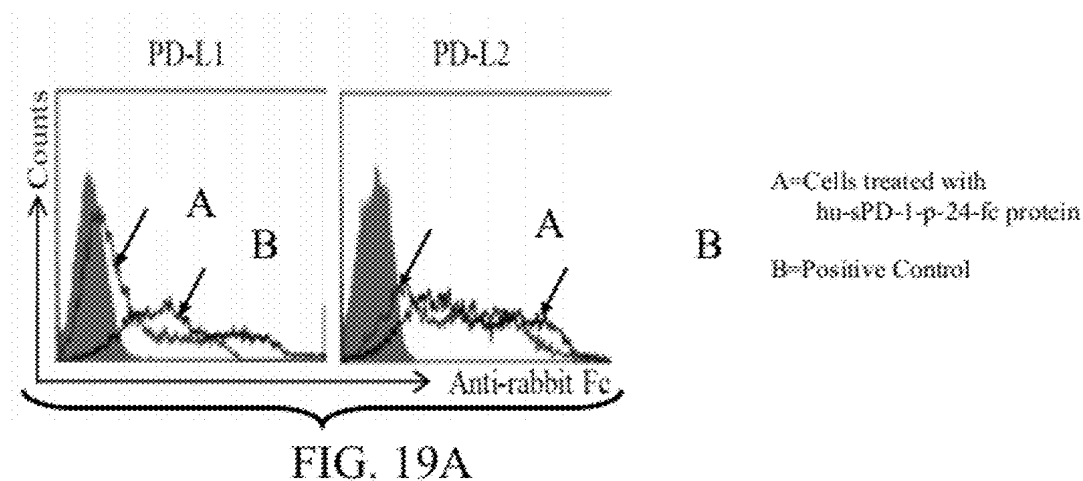 PD-L1
PD-L2
Counts
A
B
A
B
A=Cells treated with
hu-sPD-1-p-24-fc protein
B=Positive Control
Anti-rabbit Fc
FIG. 19A